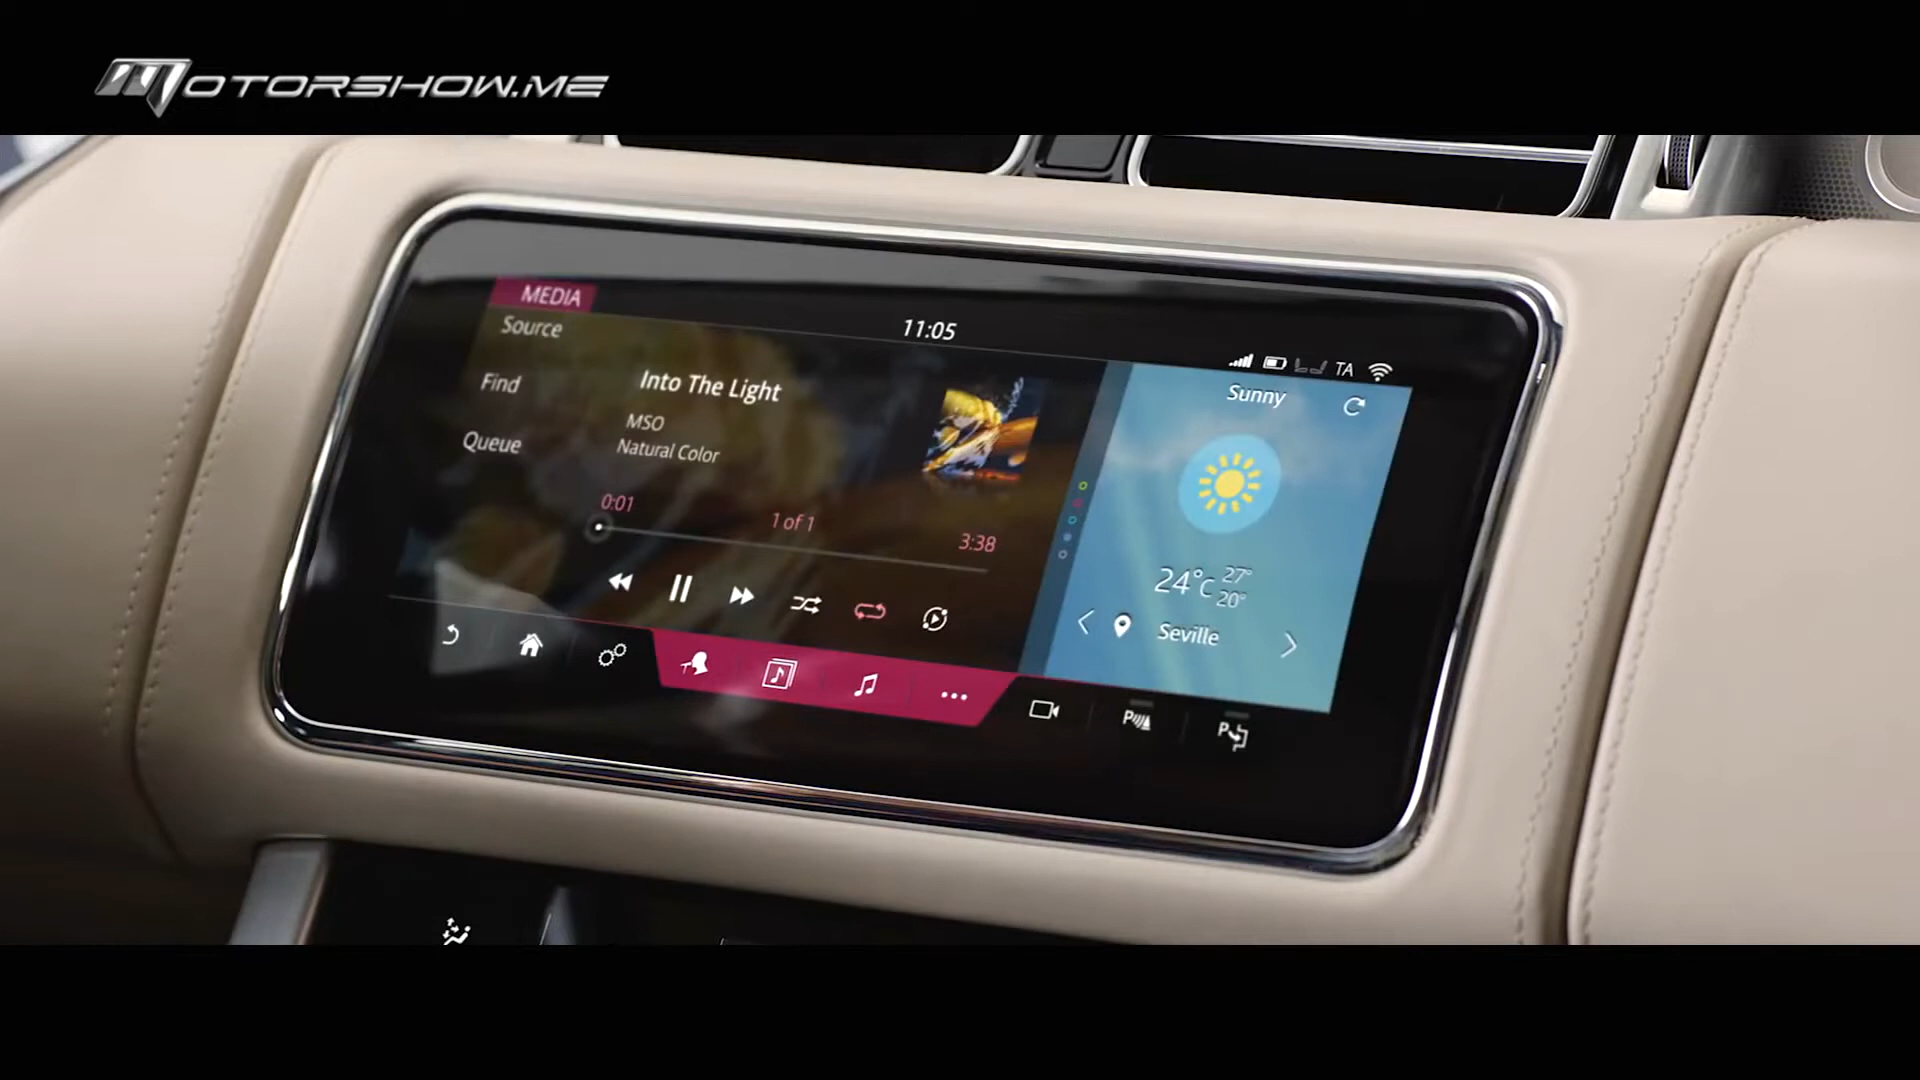 MOTORSHOW.ME
MEDIA
Source
11:05
TA
Find
Into The Light
Sunny
MSO
Queue
Natural Color
0:01
1 of 1
3:38
24°C
27°
20°
Seville
P
P